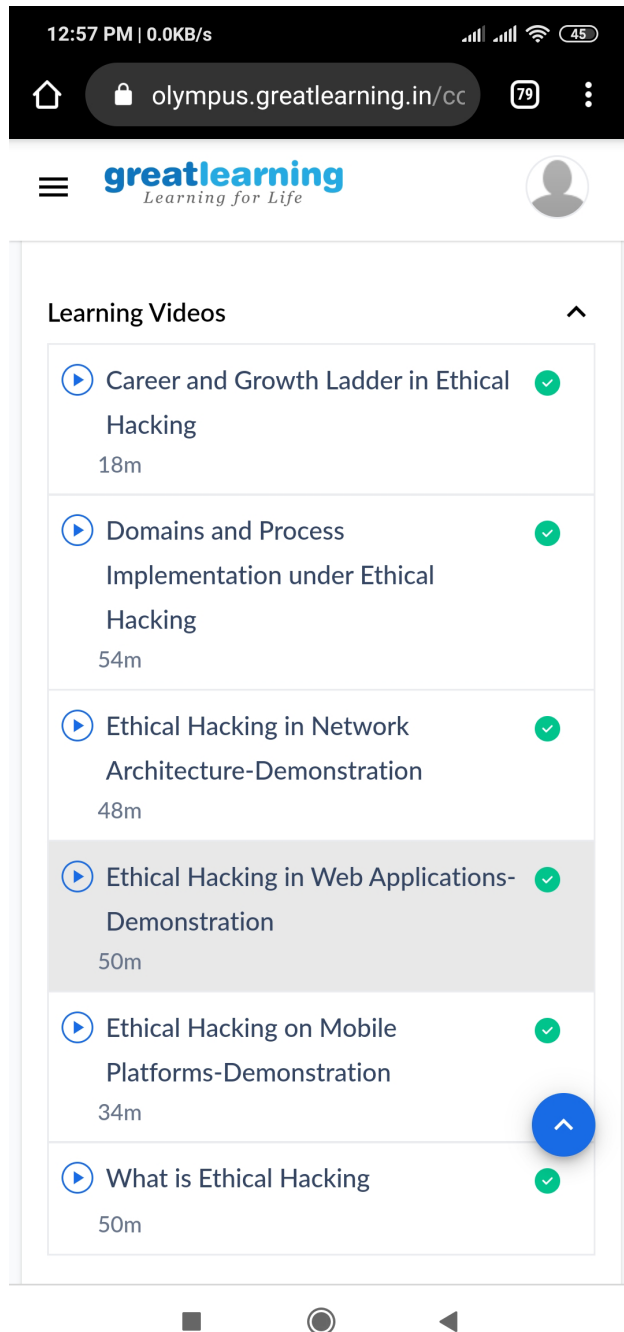 12:57 PM | 0.0KB/s
45
olympus.greatlearning.in/cc
79
greatlearning
Learning for Life
Learning Videos
Career and Growth Ladder in Ethical
Hacking
18m
Domains and Process
Implementation under Ethical
Hacking
54m
Ethical Hacking in Network
Architecture-Demonstration
48m
Ethical Hacking in Web Applications-
Demonstration
50m
Ethical Hacking on Mobile
Platforms-Demonstration
34m
What is Ethical Hacking
50m